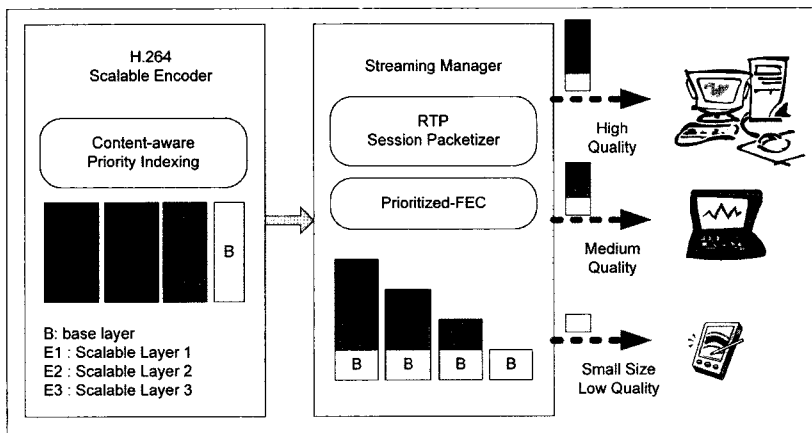 H.264
Scalable Encoder
Content-aware
Priority Indexing
B
B: base layer
E1 : Scalable Layer 1
E2 : Scalable Layer 2
E3 : Scalable Layer 3
Streaming Manager
RTP
Session Packetizer
Prioritized-FEC
B
B
B
B
High
Quality
Medium
Quality
Small Size
Low Quality